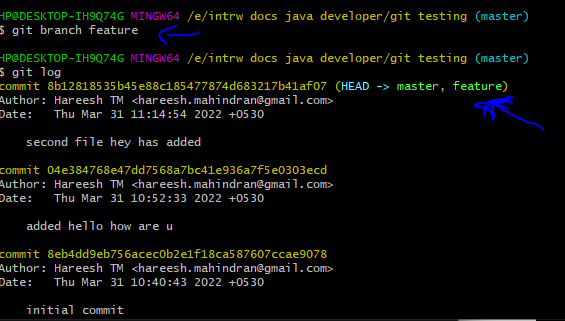 HP@DESKTOP-IH9Q74G MINGW64 /e/intrw docs java developer/git testing (master)
$ git branch feature
HP@DESKTOP-IH9Q74G MINGW64 /e/intrw docs java developer/git testing (master)
$ git log
commit 8b12818535b45e88c185477874d683217b41af07 (HEAD -> master, feature)
Author: Hareesh TM <hareesh.mahindran@gmail.com>
Date:   Thu Mar 31 11:14:54 2022 +0530
    second file hey has added
commit 04e384768e47dd7568a7bc41e936a7f5e0303ecd
Author: Hareesh TM <hareesh.mahindran@gmail.com>
Date:   Thu Mar 31 10:52:33 2022 +0530
    added hello how are u
commit 8eb4dd9eb756acec0b2e1f18ca587607ccae9078
Author: Hareesh TM <hareesh.mahindran@gmail.com>
Date:   Thu Mar 31 10:40:43 2022 +0530
    initial commit